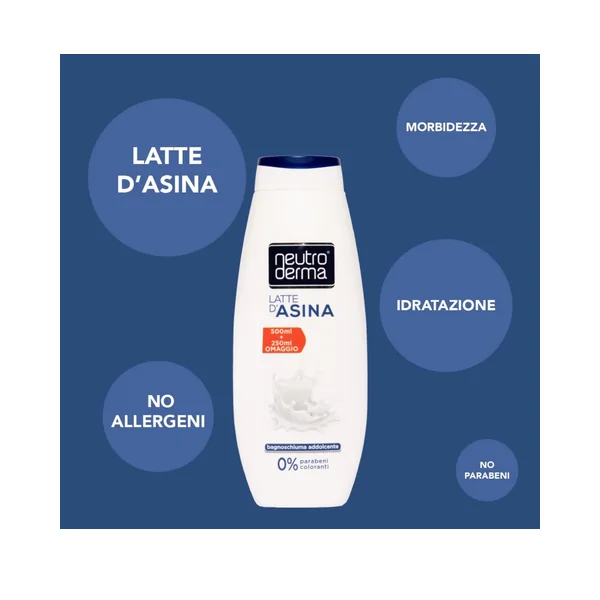 LATTE
D’ASINA
MORBIDEZZA
neutro®
derma
LATTE
D'ASINA
500ml
+
250ml
OMAGGIO
IDRATAZIONE
NO
ALLERGENI
bagnoschiuma addolcente
0% parabeni
coloranti
NO
PARABENI